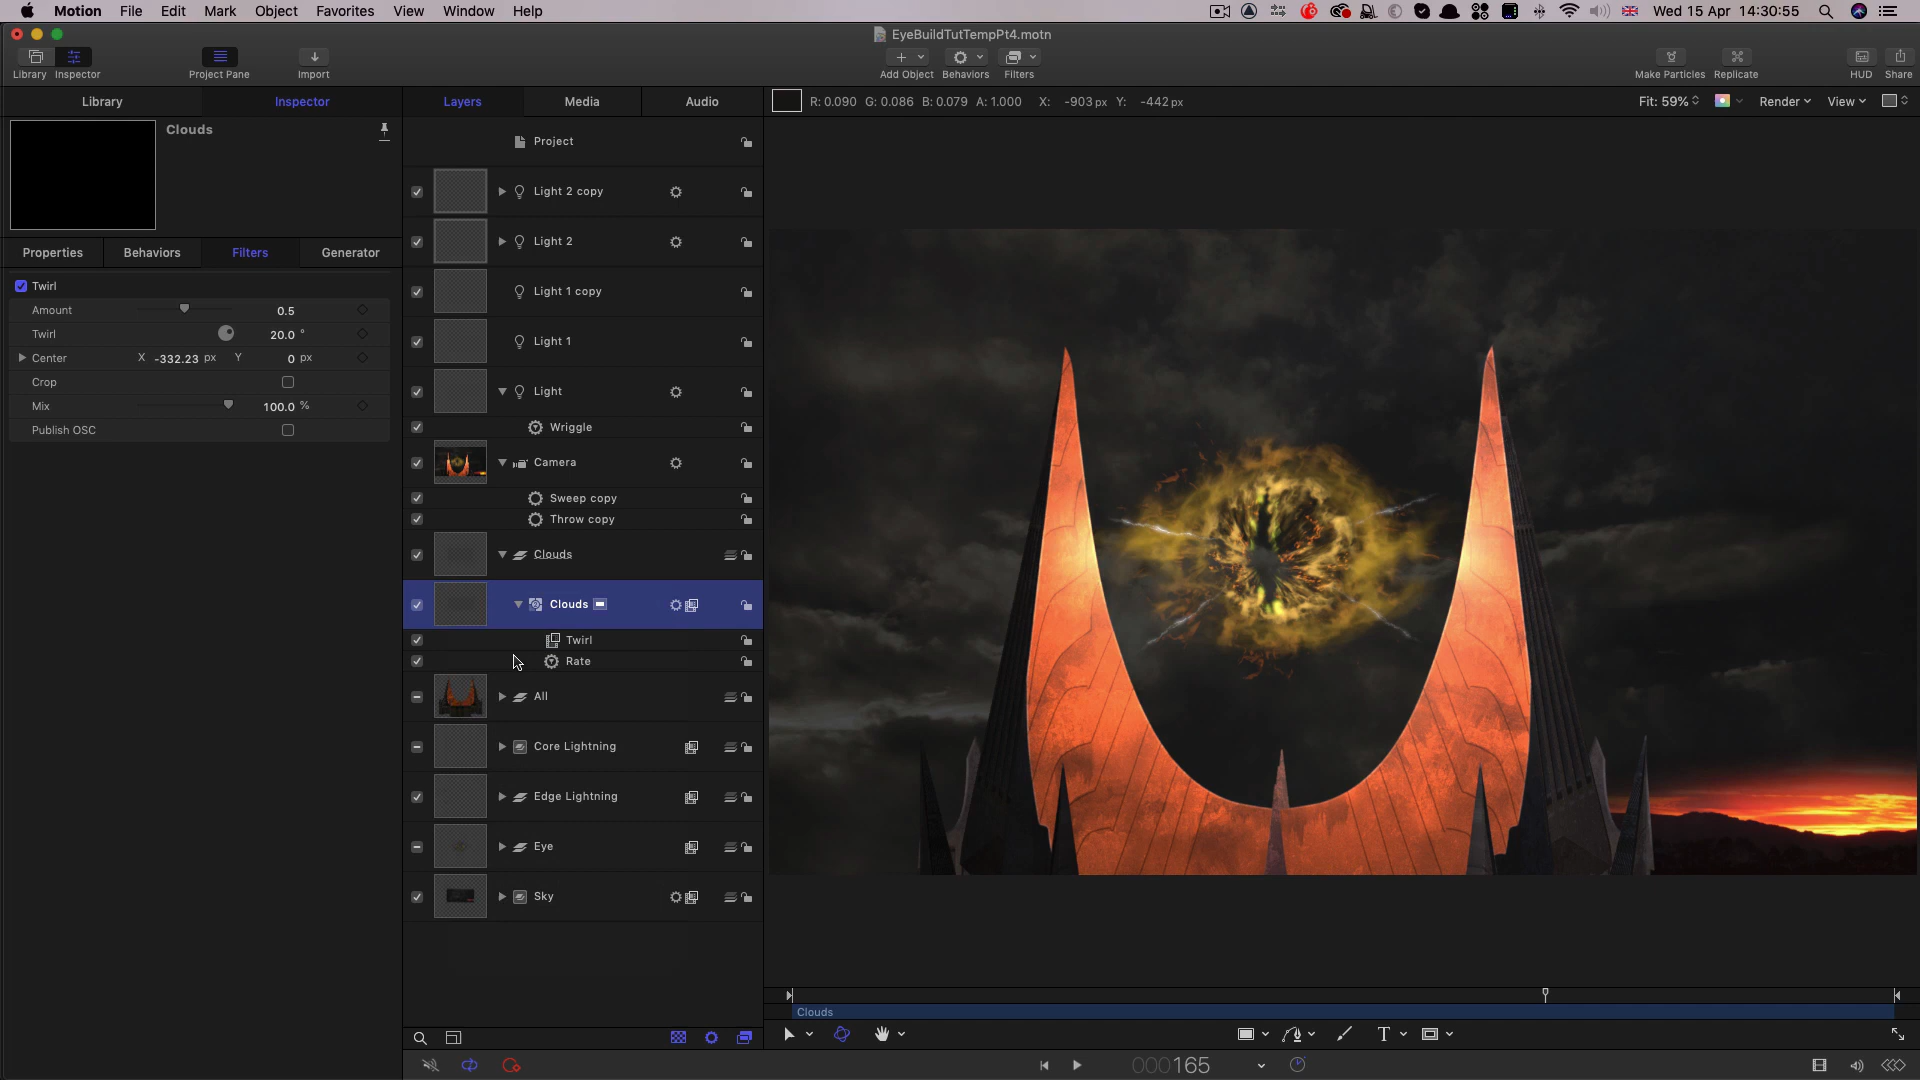 Motion File Edit Mark Object Favorites View Window Help
Wed 15 Apr 14:30:55
EyeBuildTutTempPt4.motn
Library Inspector Project Pane Import Add Object Behaviors Filters Make Particles Replicate HUD Share
Library Inspector Layers Media Audio
R: 0.090 G: 0.086 B: 0.079 A: 1.000 X: -903 px Y: -442 px
Fit: 59% Render View
Clouds
Project
Light 2 copy
Light 2
Properties Behaviors Filters Generator
Twirl
Amount 0.5
Twirl 20.0 °
Center X -332.23 px Y 0 px
Crop
Mix 100.0 %
Publish OSC
Light 1 copy
Light 1
Light
Wriggle
Camera
Sweep copy
Throw copy
Clouds
Clouds
Twirl
Rate
All
Core Lightning
Edge Lightning
Eye
Sky
Clouds
T
000165